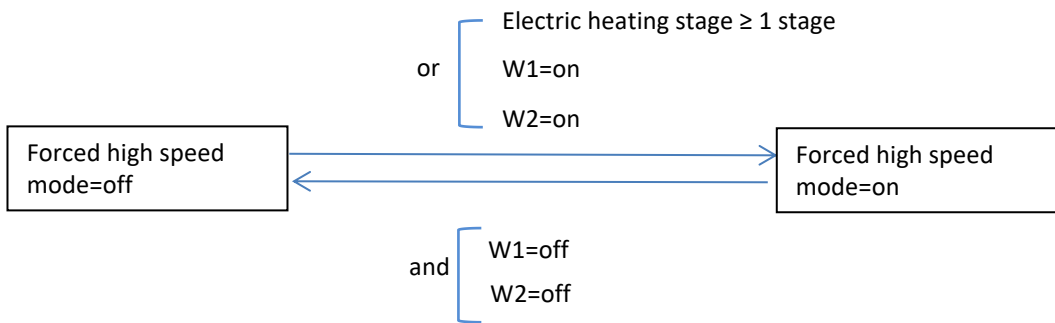 Electric heating stage ≥ 1 stage
or
W1=on
W2=on
Forced high speed
mode=off
Forced high speed
mode=on
and
W1=off
W2=off